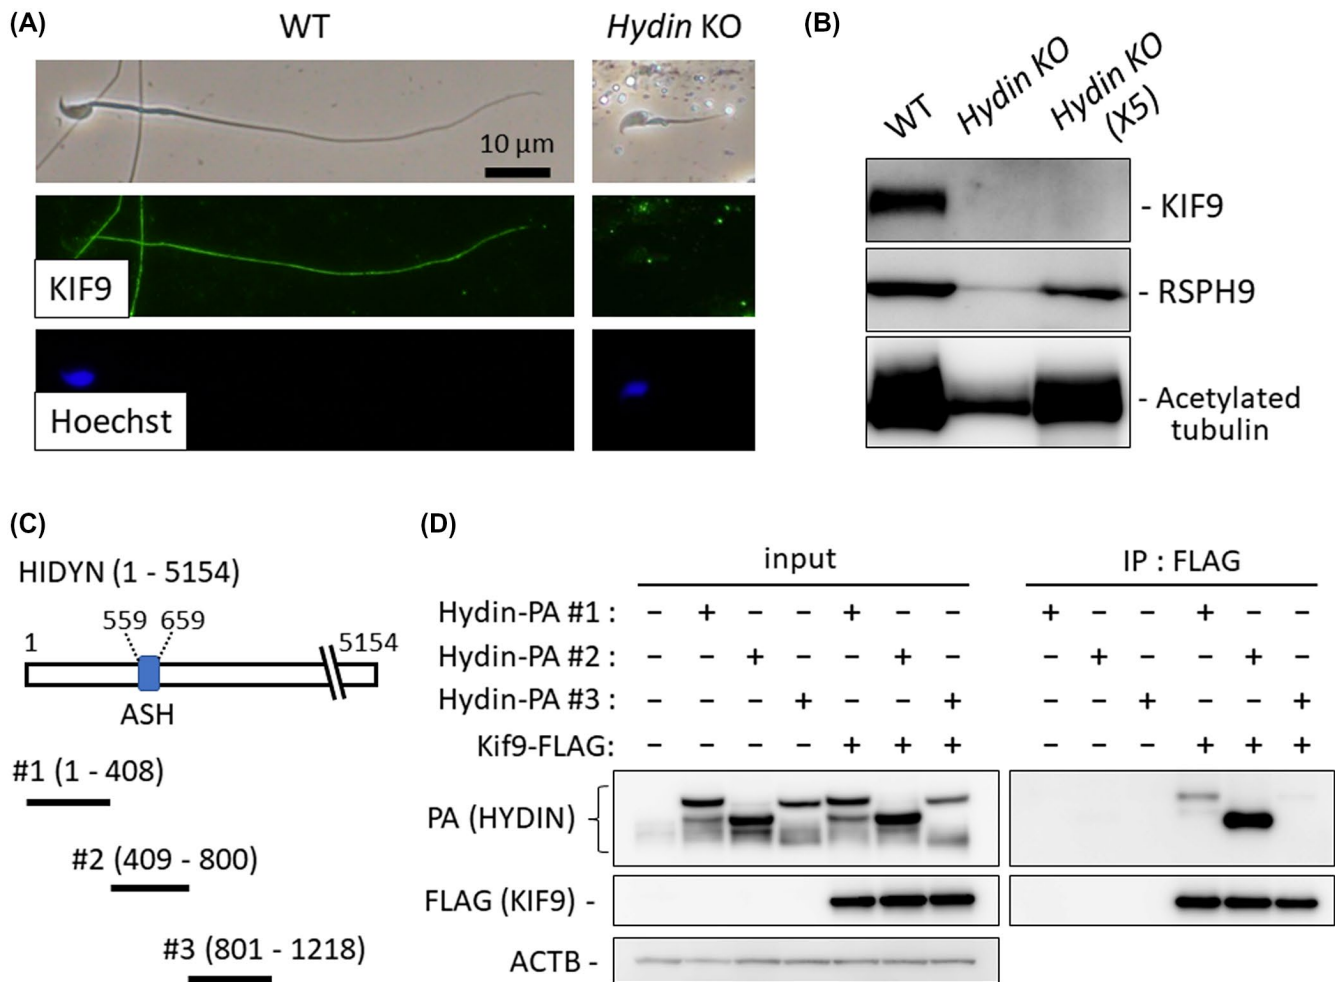 (A)
WT
Hydin KO
10 μm
KIF9
Hoechst
(B)
WT
Hydin KO
Hydin KO
(X5)
- KIF9
- RSPH9
- Acetylated
tubulin
(C)
HIDYN (1 - 5154)
559 659
1 5154
ASH
#1 (1 - 408)
#2 (409 - 800)
#3 (801 - 1218)
(D)
input IP : FLAG
Hydin-PA #1 : − + − − + − − + − − + − −
Hydin-PA #2 : − − + − − + − − + − − + −
Hydin-PA #3 : − − − + − − + − − + − − +
Kif9-FLAG: − − − − + + + − − − + + +
PA (HYDIN)
FLAG (KIF9) -
ACTB -